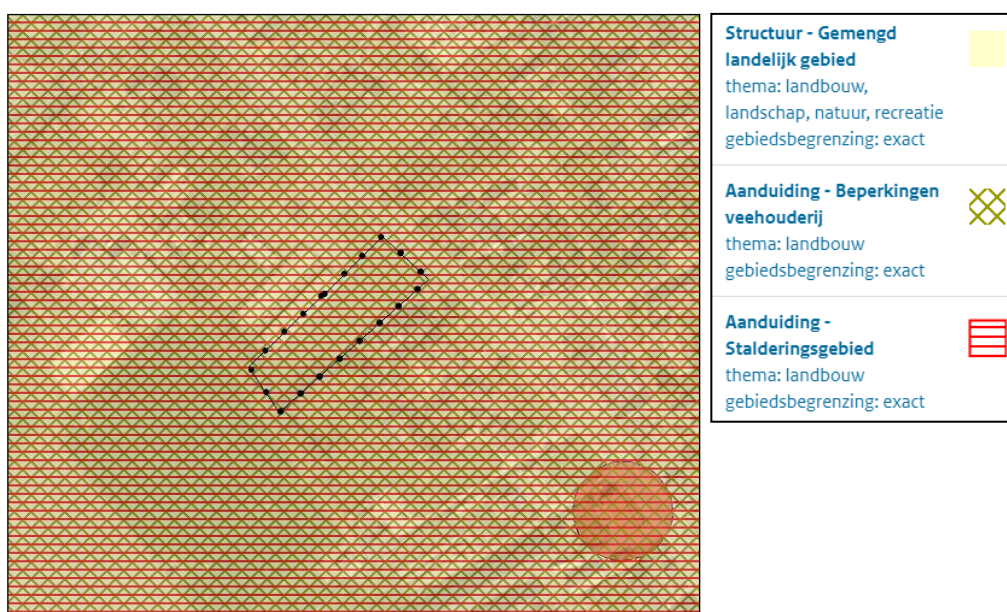 Structuur - Gemengd
landelijk gebied
thema: landbouw,
landschap, natuur, recreatie
gebiedsbegrenzing: exact
Aanduiding - Beperkingen
veehouderij
thema: landbouw
gebiedsbegrenzing: exact
Aanduiding -
Stalderingsgebied
thema: landbouw
gebiedsbegrenzing: exact